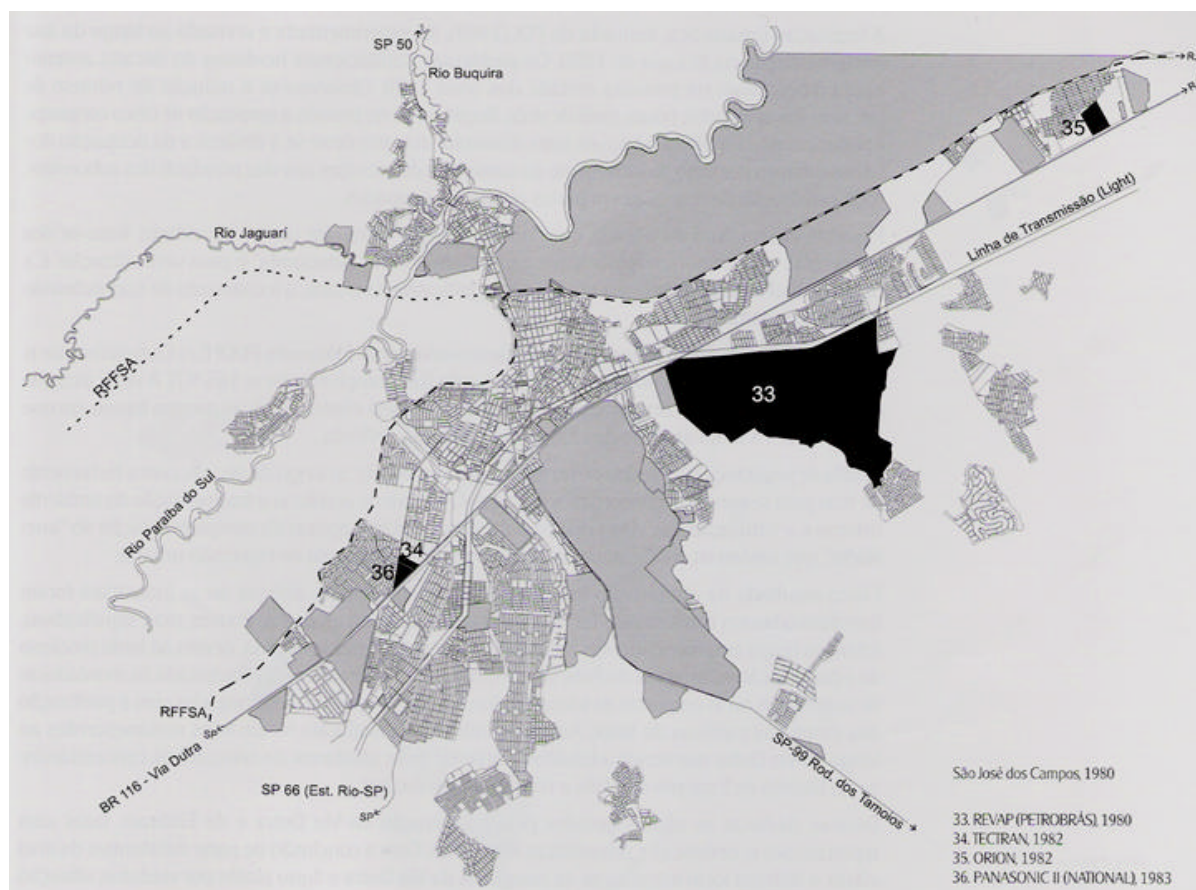 SP 50
Rio Buquira
R
R
35
Rio Jaguarí
Linha de Transmissão (Light)
RFFSA
33
Rio Paraíba do Sul
34
36
RFFSA
SP
BR 116 - Via Dutra
SP 66 (Est. Rio-SP)
SP
SP-99 Rod. dos Tamoios
São José dos Campos, 1980
33. REVAP (PETROBRÁS), 1980
34. TECTRAN, 1982
35. ORION, 1982
36. PANASONIC II (NATIONAL), 1983